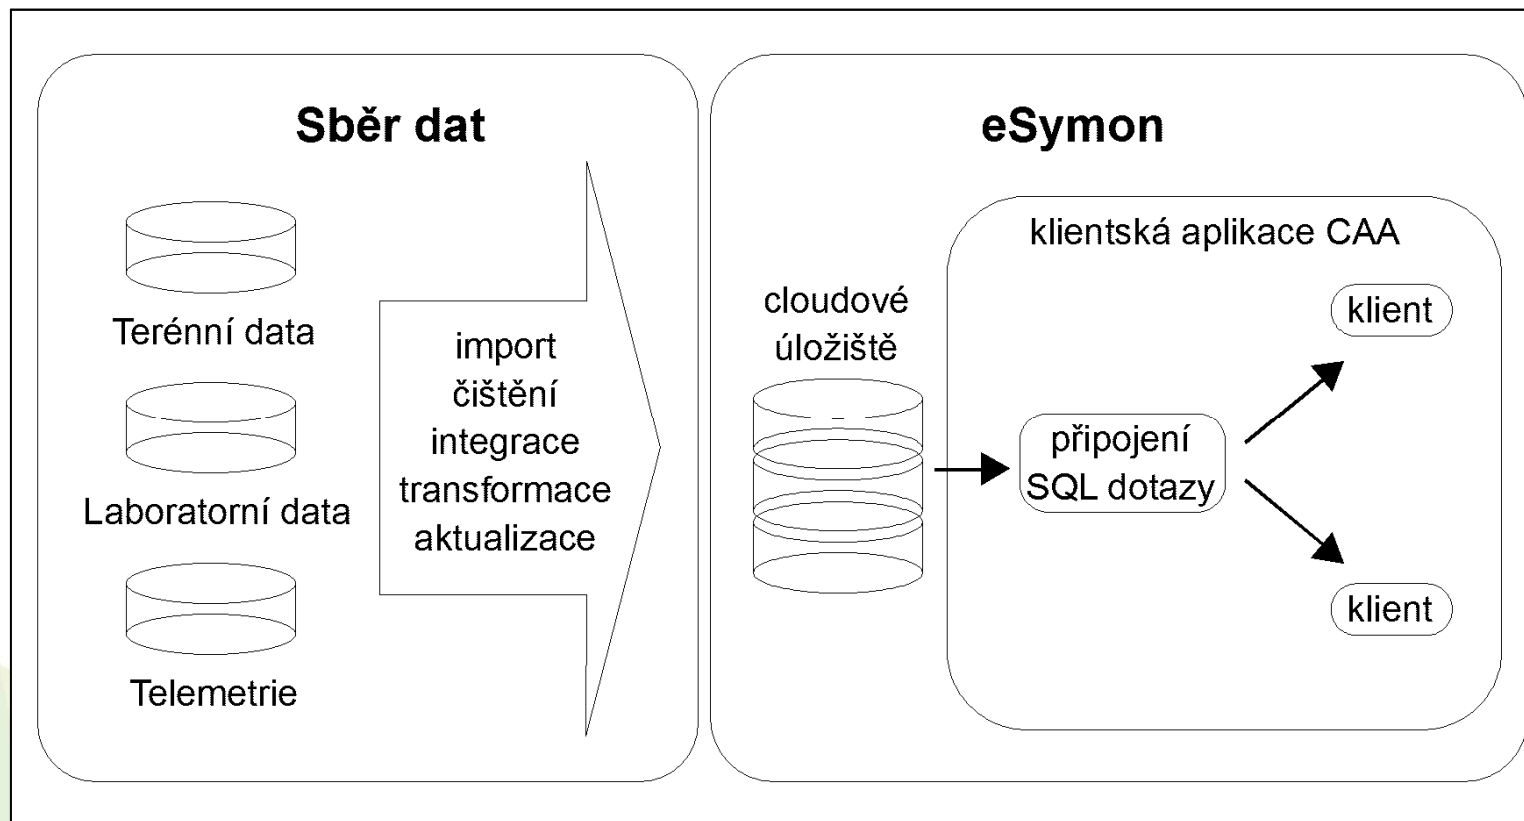 Sběr dat
Terénní data
Laboratorní data
Telemetrie
import
čištění
integrace
transformace
aktualizace
eSymon
cloudové
úložiště
klientská aplikace CAA
připojení
SQL dotazy
klient
klient